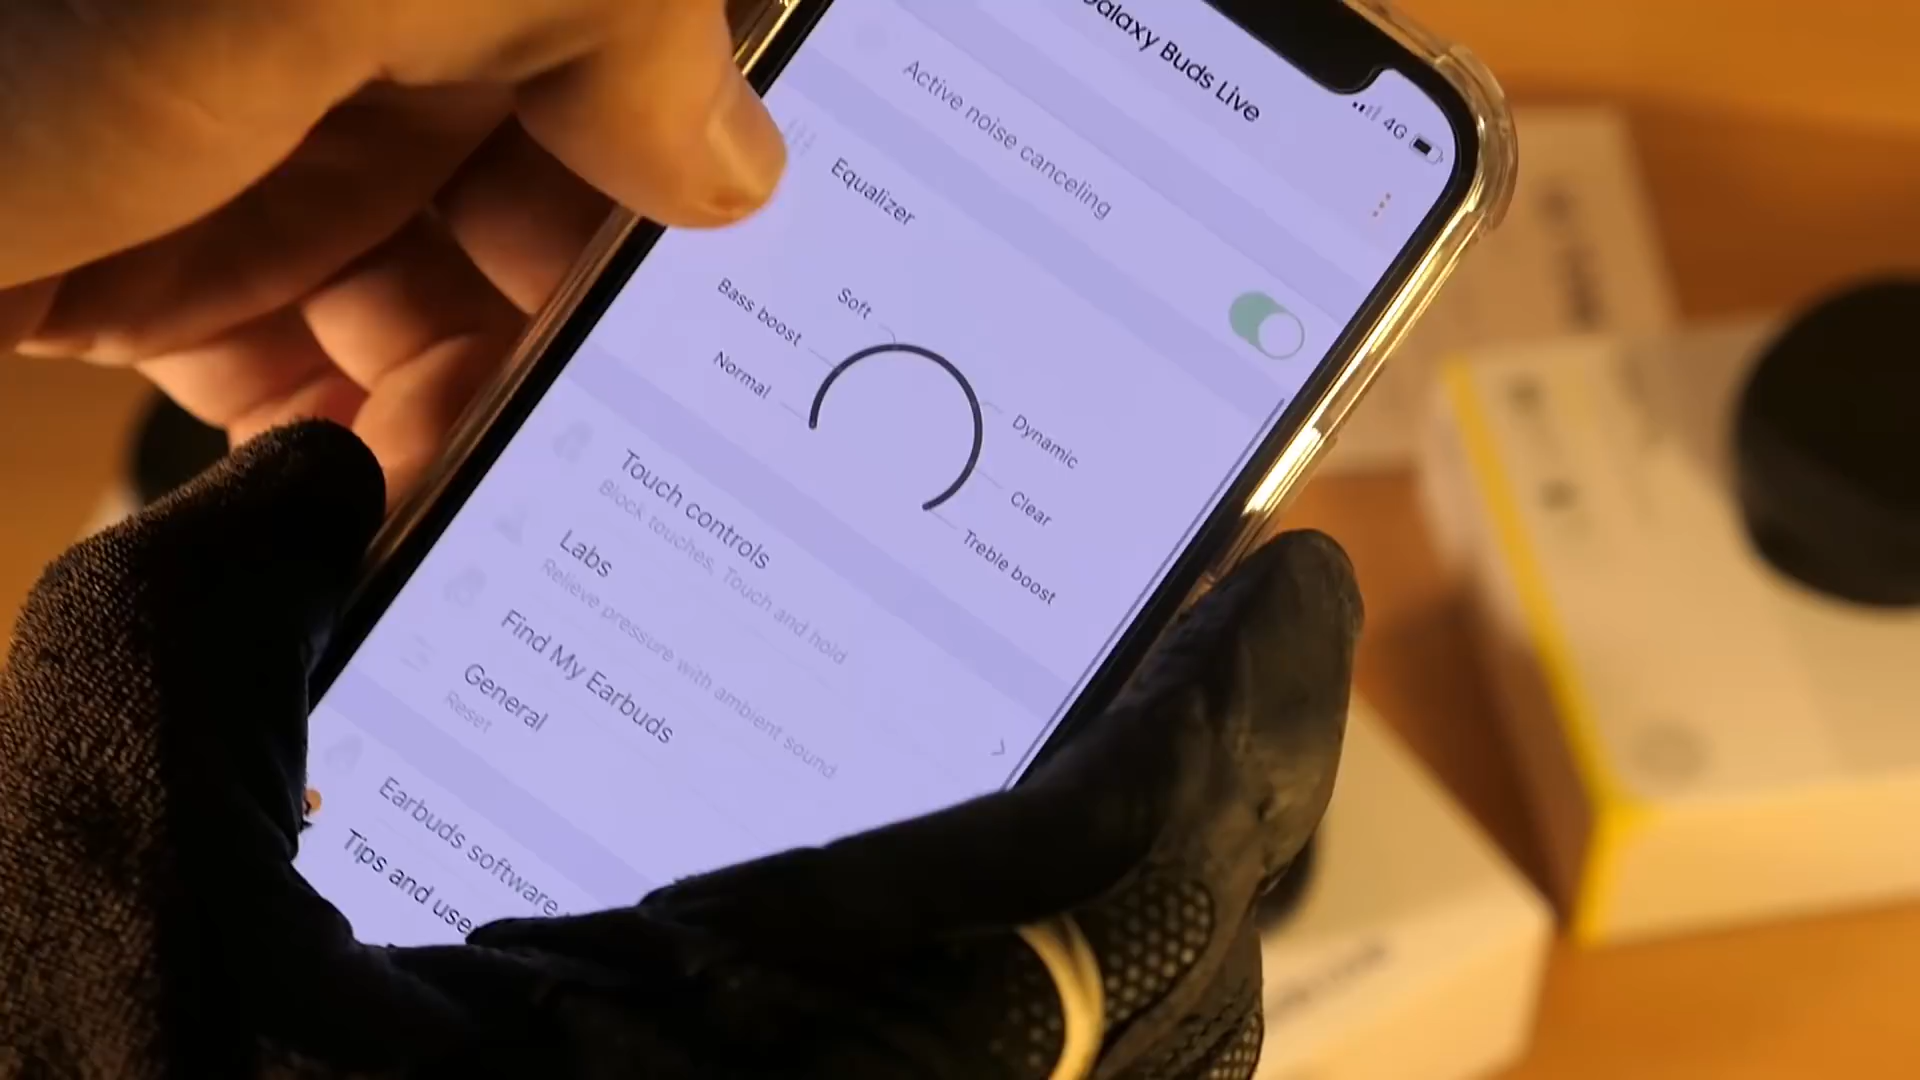 Galaxy Buds Live
4G
Active noise canceling
Equalizer
Soft
Bass boost
Normal
Dynamic
Clear
Treble boost
Touch controls
Block touches, Touch and hold
Labs
Relieve pressure with ambient sound
Find My Earbuds
General
Reset
Earbuds software
Tips and